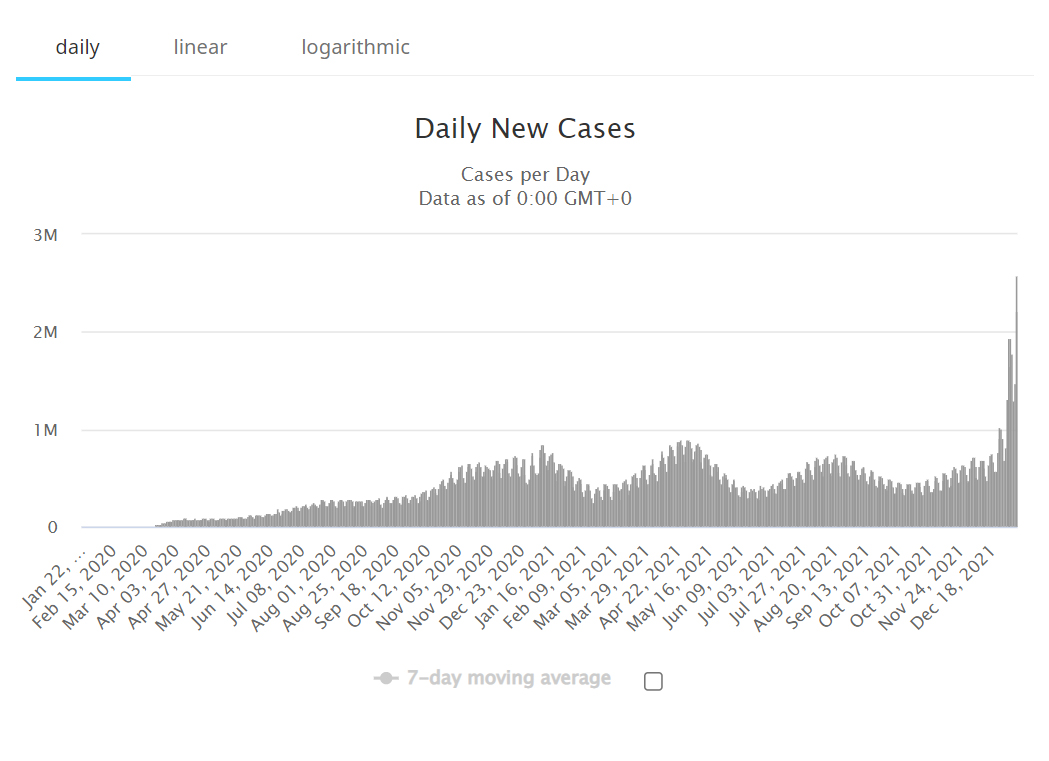 daily linear logarithmic
Daily New Cases
Cases per Day
Data as of 0:00 GMT+0
3M
2M
1M
0
Jan 22, ...
Feb 15, 2020
Mar 10, 2020
Apr 03, 2020
Apr 27, 2020
May 21, 2020
Jun 14, 2020
Jul 08, 2020
Aug 01, 2020
Aug 25, 2020
Sep 18, 2020
Oct 12, 2020
Nov 05, 2020
Nov 29, 2020
Dec 23, 2020
Jan 16, 2021
Feb 09, 2021
Mar 05, 2021
Mar 29, 2021
Apr 22, 2021
May 16, 2021
Jun 09, 2021
Jul 03, 2021
Jul 27, 2021
Aug 20, 2021
Sep 13, 2021
Oct 07, 2021
Oct 31, 2021
Nov 24, 2021
Dec 18, 2021
7-day moving average